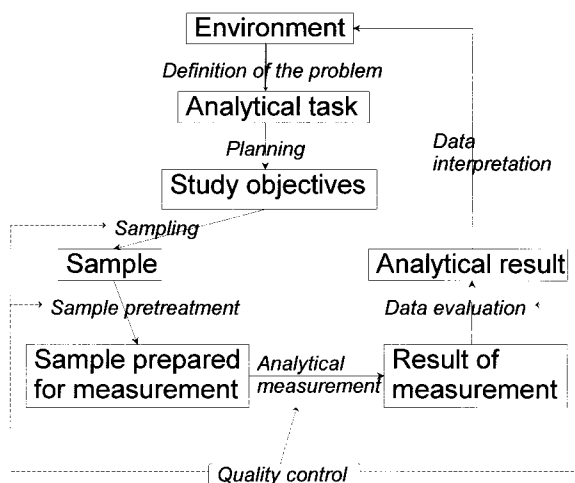 Environment
Definition of the problem
Analytical task
Planning
Study objectives
Data
interpretation
Sampling
Sample
Analytical result
Sample pretreatment
Data evaluation
Sample prepared
for measurement
Analytical
measurement
Result of
measurement
Quality control